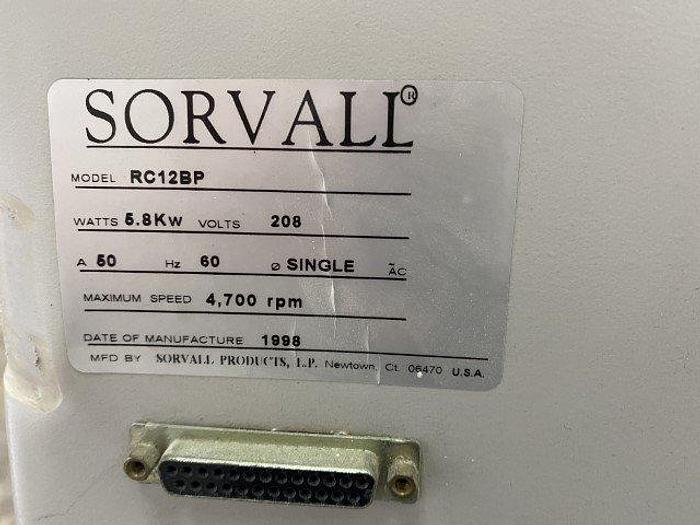 SORVALL®
MODEL RC12BP
WATTS 5.8Kw VOLTS 208
A 50 Hz 60 ø SINGLE ~AC
MAXIMUM SPEED 4,700 rpm
DATE OF MANUFACTURE 1998
MFD BY SORVALL PRODUCTS, L.P. Newtown, Ct. 06470 U.S.A.